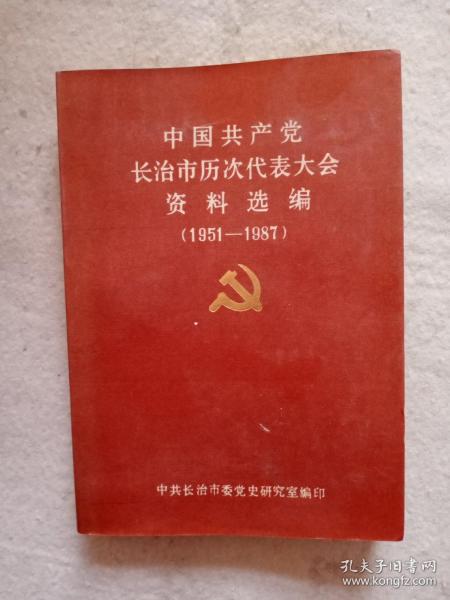 中国共产党
长治市历次代表大会
资料选编
(1951—1987)
中共长治市委党史研究室编印
孔夫子旧书网
www.kongfz.com